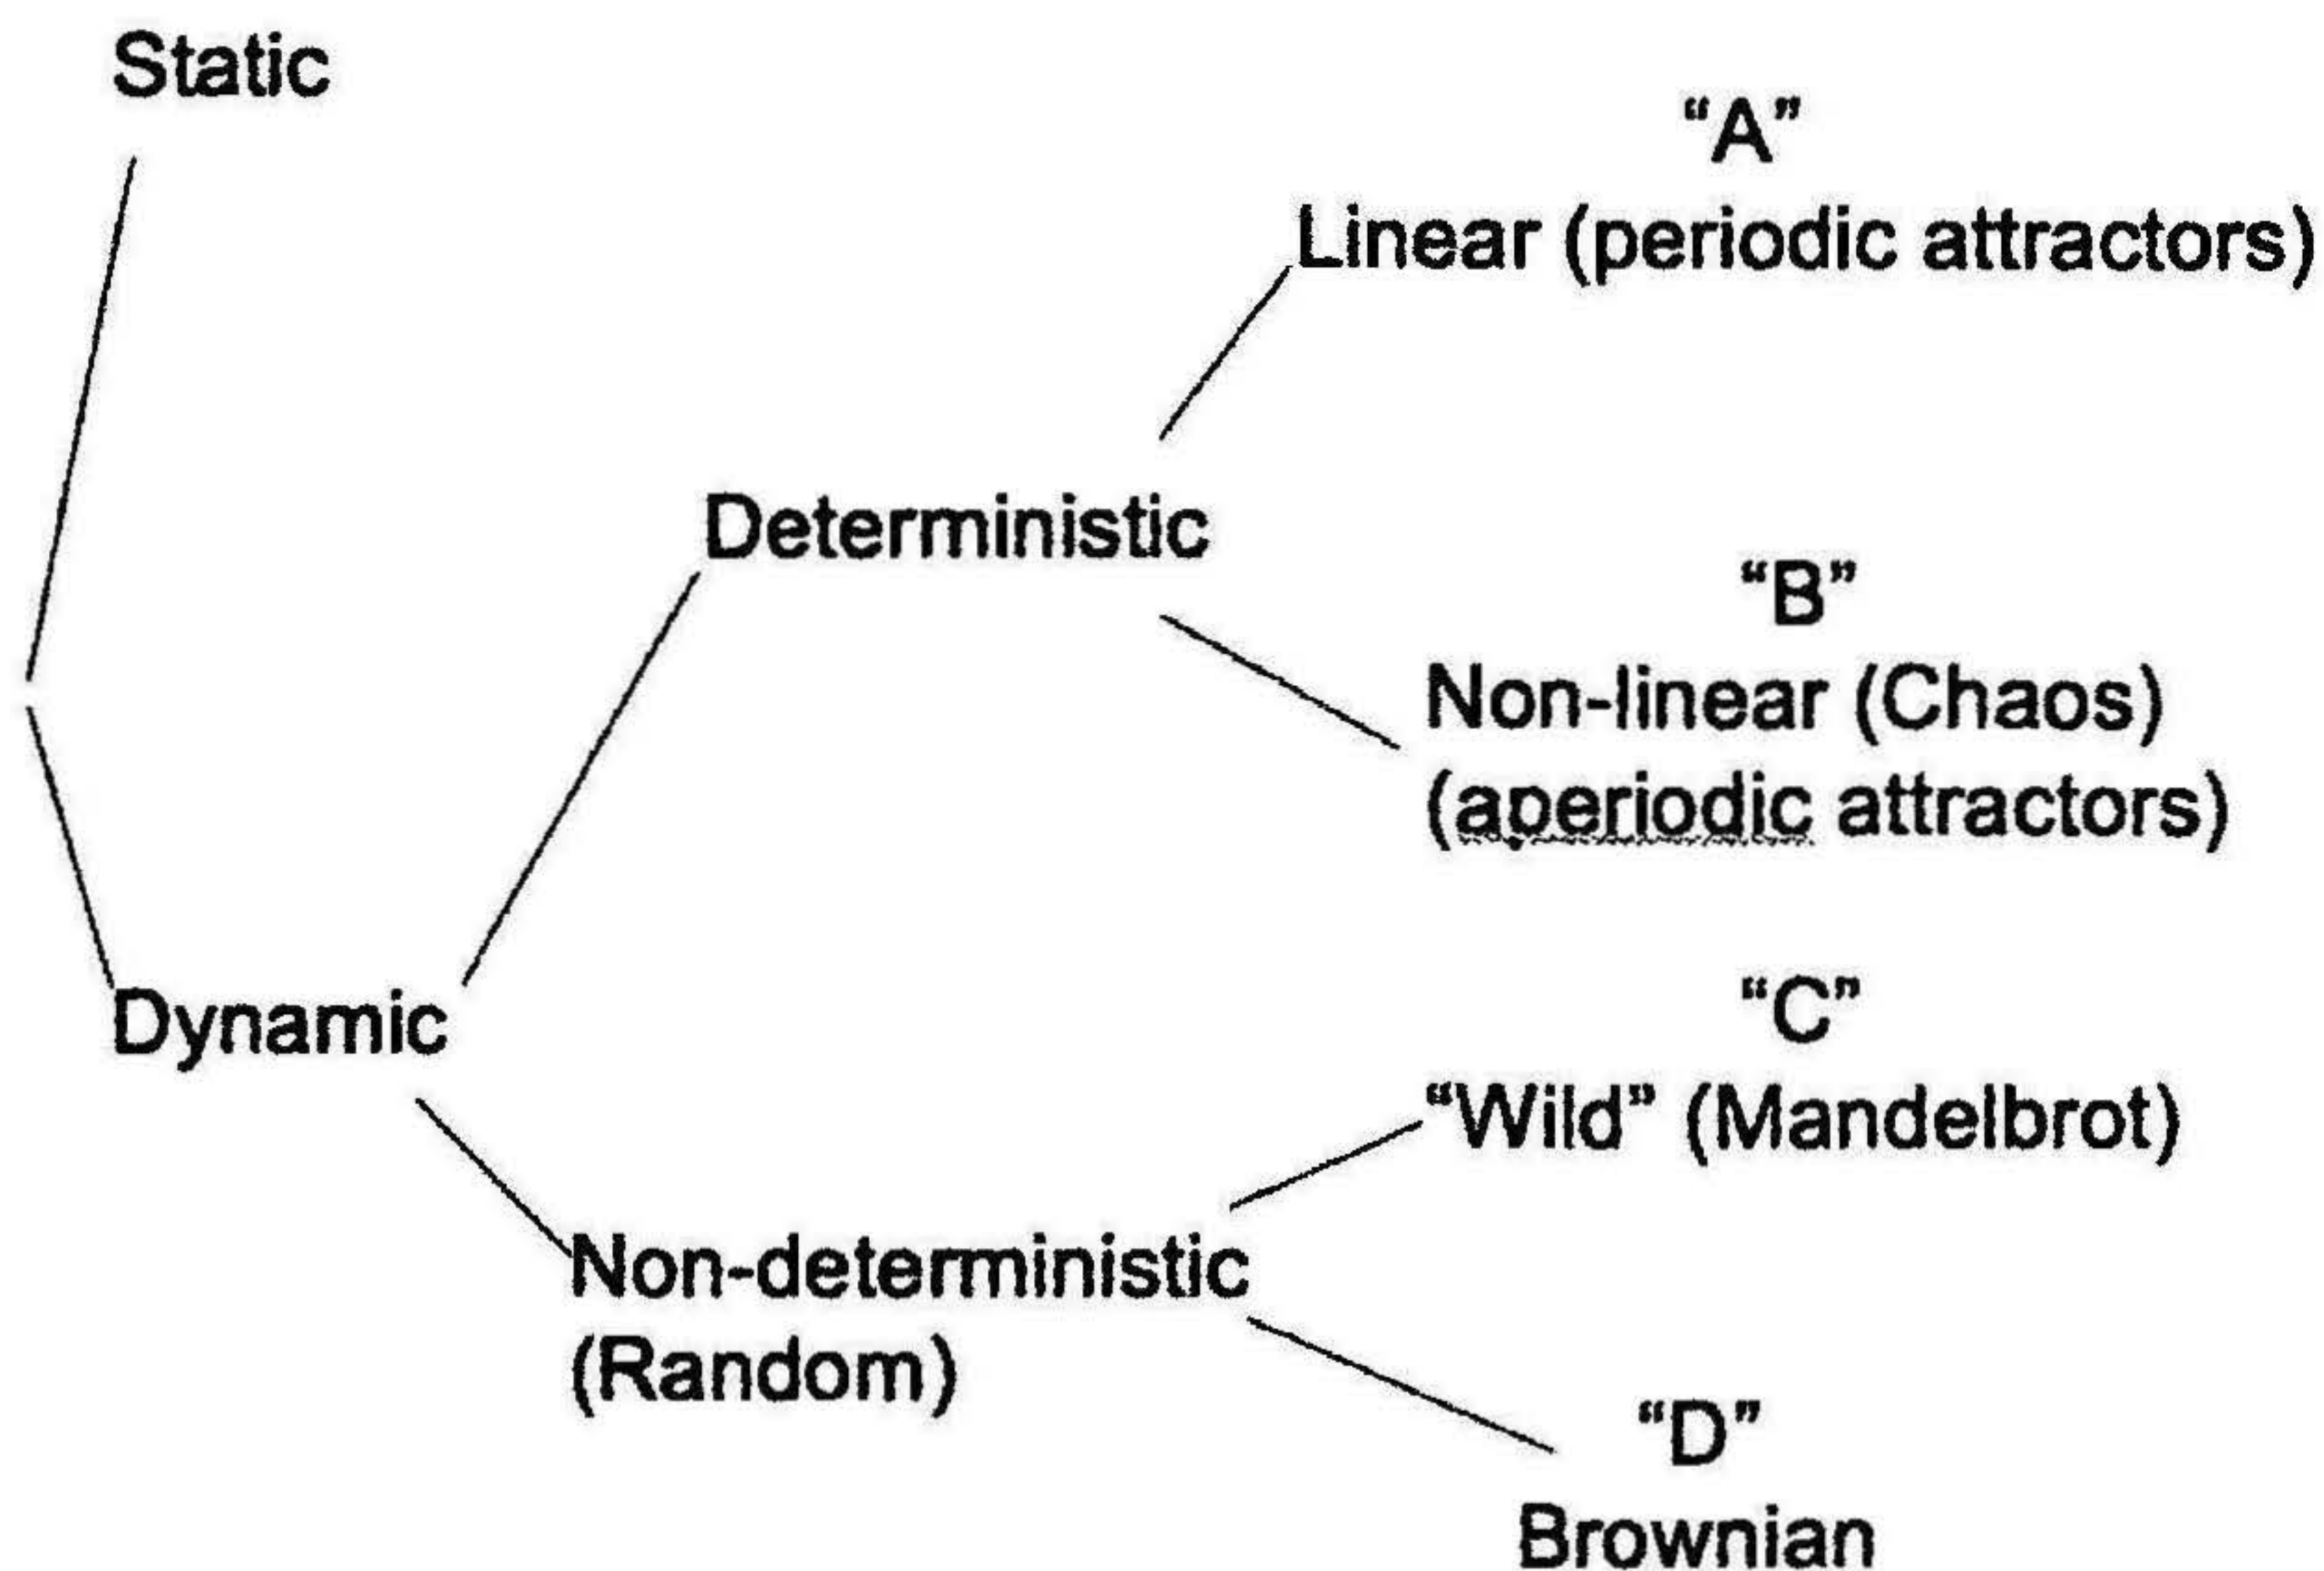 Static
"A"
Linear (periodic attractors)
Deterministic
"B"
Non-linear (Chaos)
(aperiodic attractors)
Dynamic
"C"
"Wild" (Mandelbrot)
Non-deterministic
(Random)
"D"
Brownian